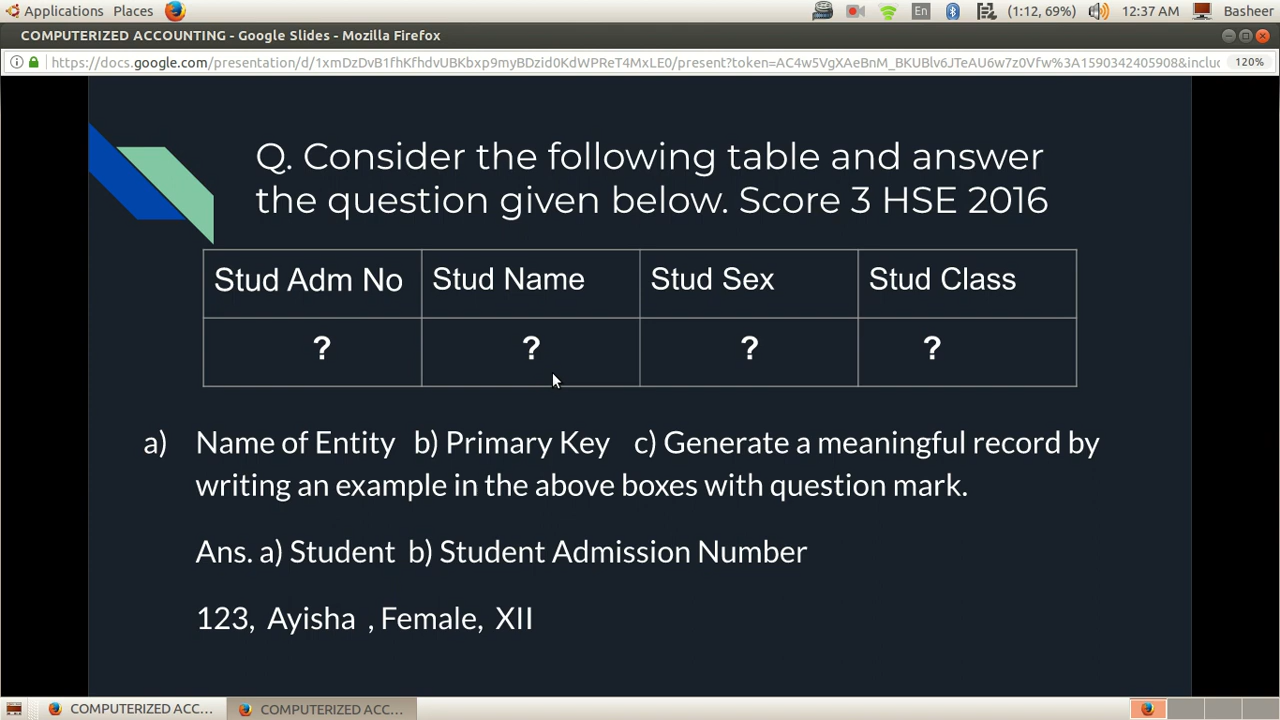 Applications Places En (1:12, 69%) 12:37 AM Basheer
COMPUTERIZED ACCOUNTING - Google Slides - Mozilla Firefox
https://docs.google.com/presentation/d/1xmDzDvB1fhKfhdvUBKbxp9myBDzid0KdWPReT4MxLE0/present?token=AC4w5VgXAeBnM_BKUBlv6JTeAU6w7z0Vfw%3A1590342405908&inclu 120%
Q. Consider the following table and answer
the question given below. Score 3 HSE 2016
Stud Adm No Stud Name Stud Sex Stud Class
? ? ? ?
a) Name of Entity b) Primary Key c) Generate a meaningful record by
writing an example in the above boxes with question mark.
Ans. a) Student b) Student Admission Number
123, Ayisha , Female, XII
COMPUTERIZED ACC... COMPUTERIZED ACC...